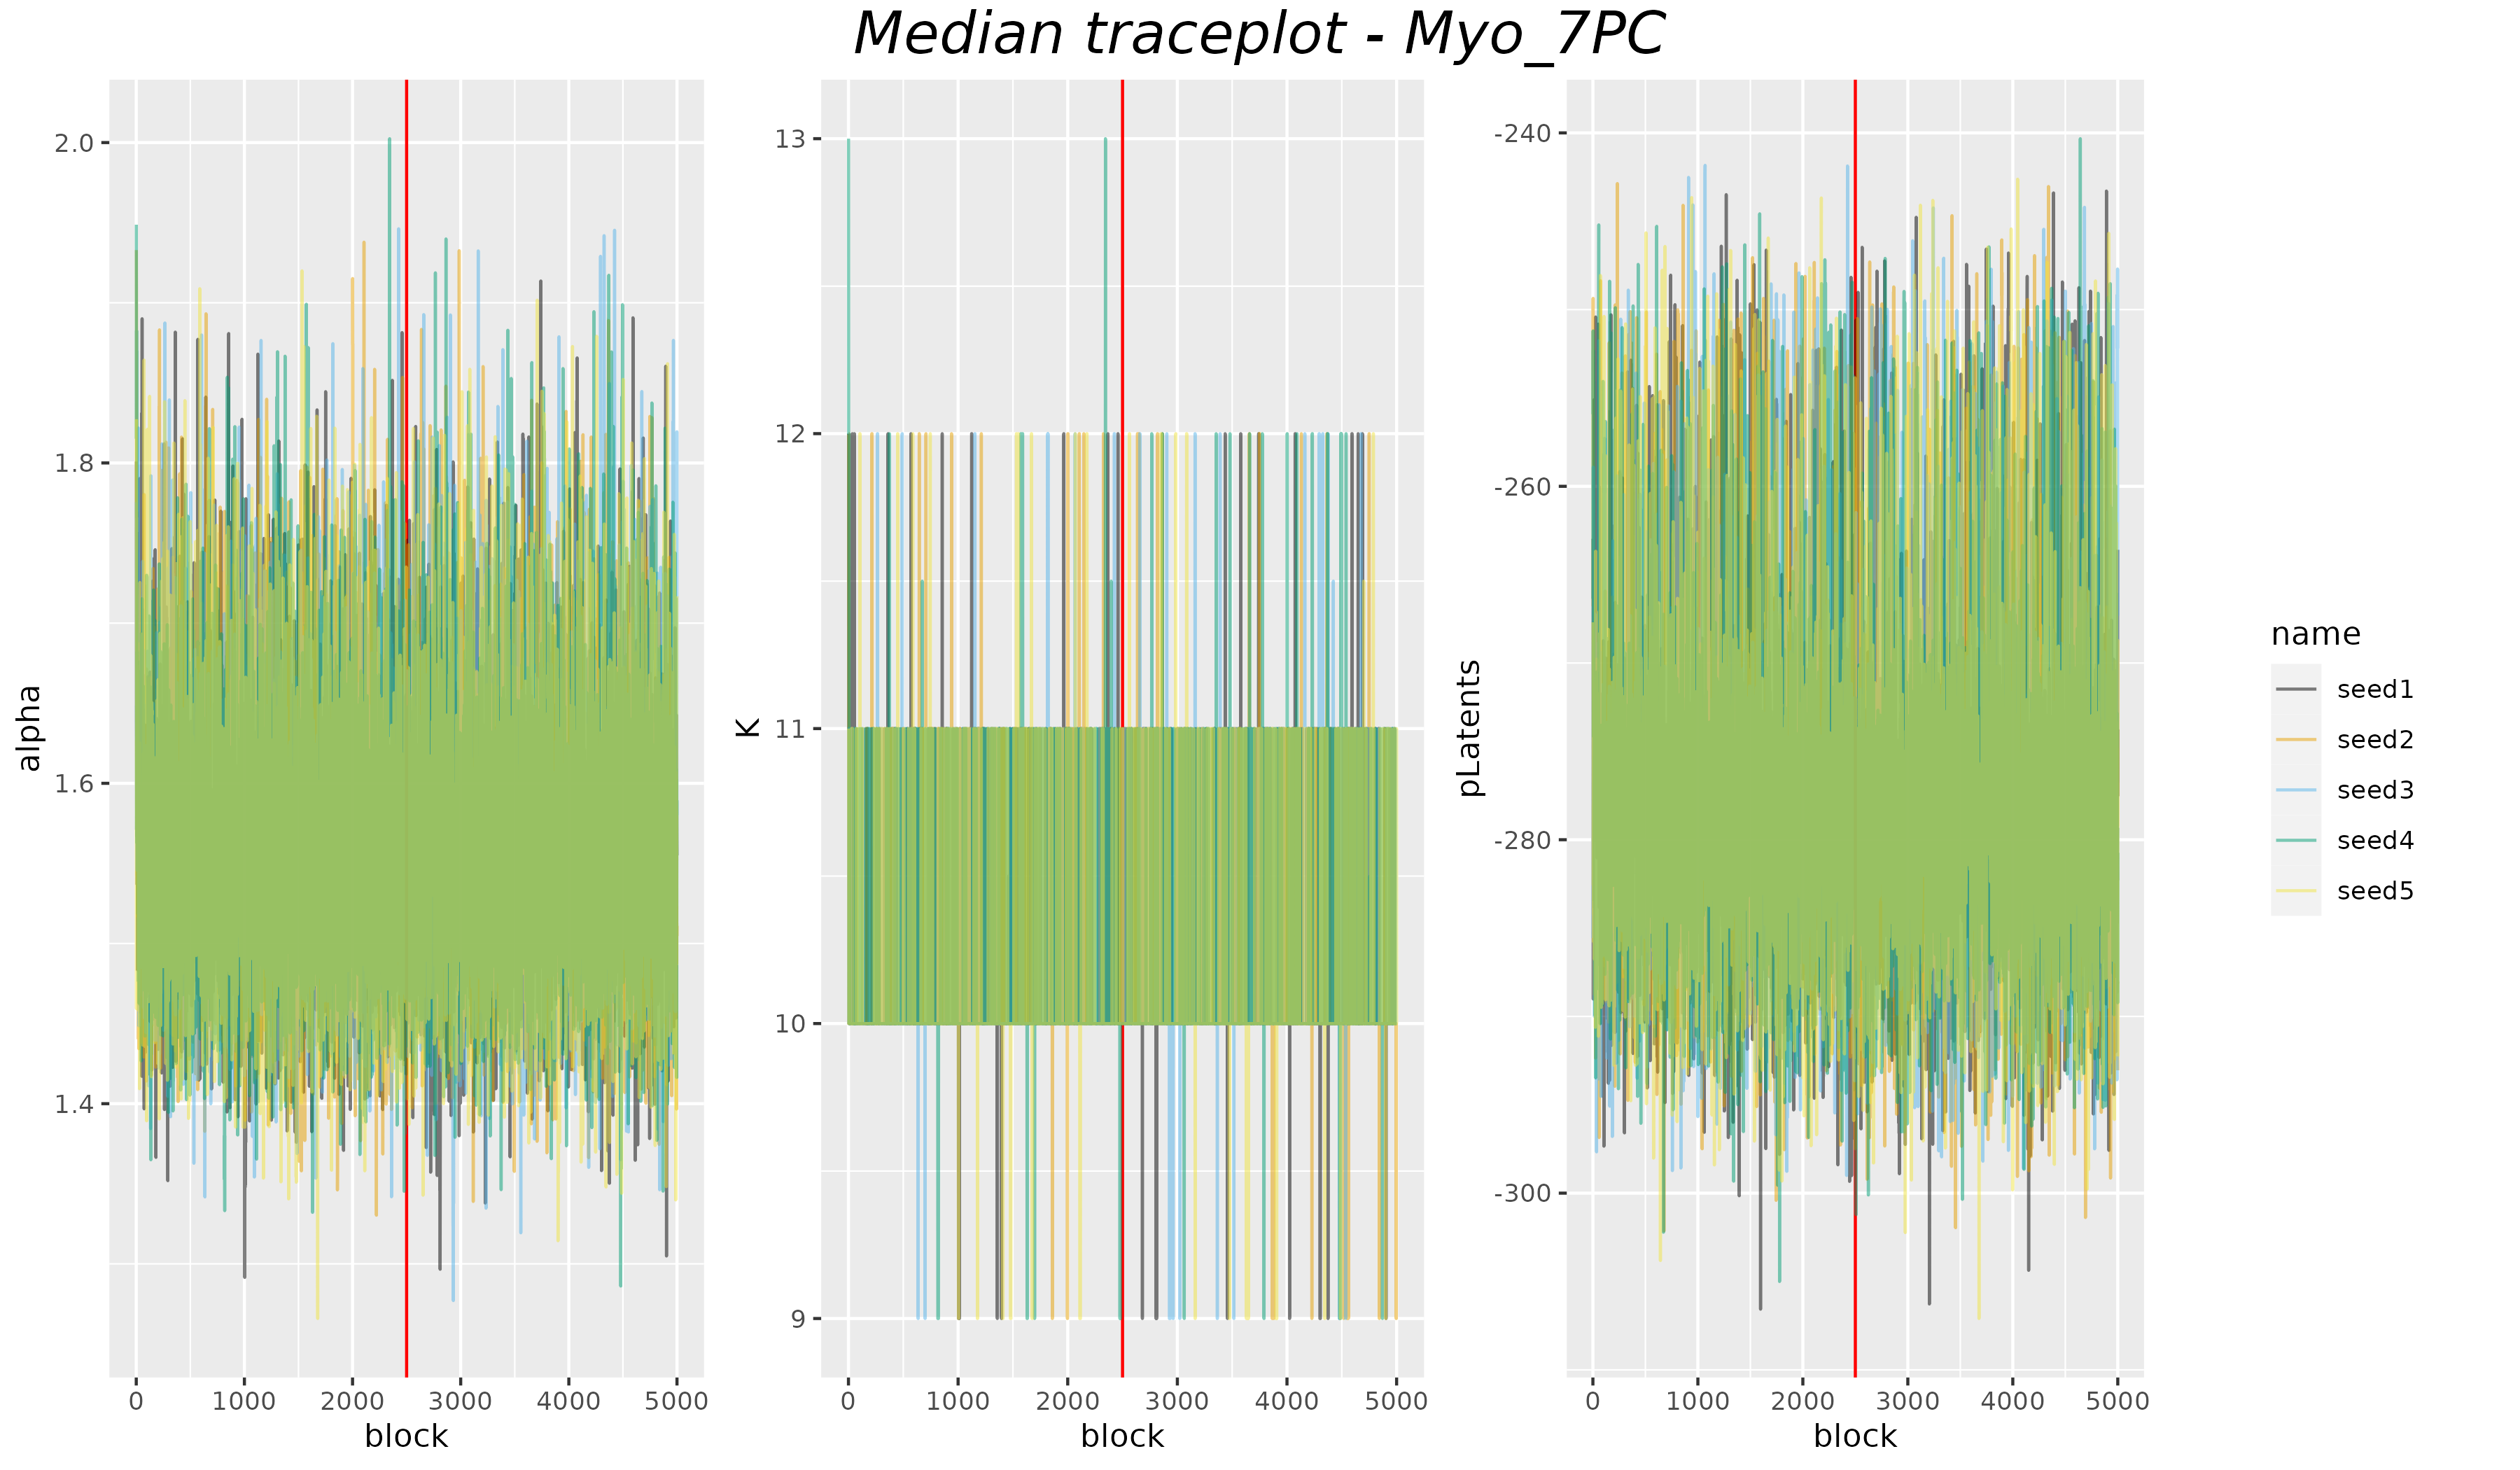 Median traceplot - Myo_7PC
alpha
2.0
1.8
1.6
1.4
0 1000 2000 3000 4000 5000
block
K
13
12
11
10
9
0 1000 2000 3000 4000 5000
block
pLatents
-240
-260
-280
-300
0 1000 2000 3000 4000 5000
block
name
seed1
seed2
seed3
seed4
seed5